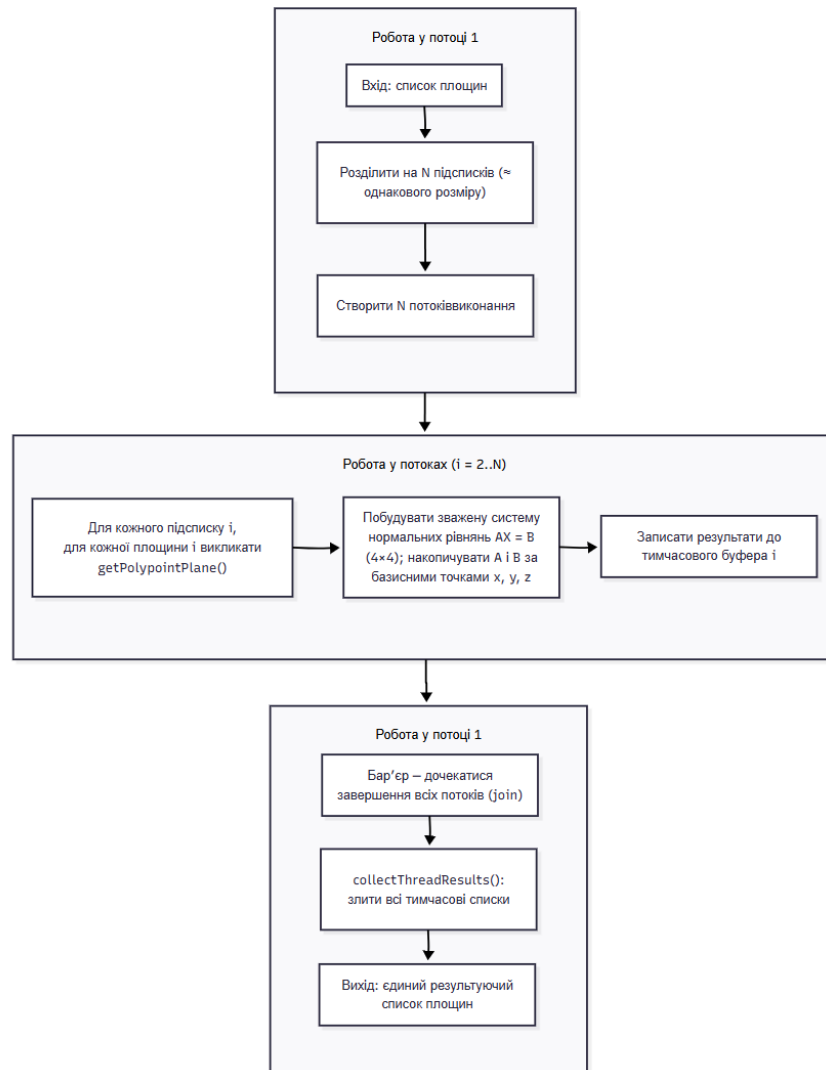 Робота у потоці 1
Вхід: список площин
Розділити на N підсписків (≈
однакового розміру)
Створити N потоківвиконання
Робота у потоках (i = 2..N)
Для кожного підсписку i,
для кожної площини i викликати
getPolypointPlane()
Побудувати зважену систему
нормальних рівнянь AX = B
(4×4); накопичувати A і B за
базисними точками x, y, z
Записати результати до
тимчасового буфера i
Робота у потоці 1
Бар’єр – дочекатися
завершення всіх потоків (join)
collectThreadResults():
злити всі тимчасові списки
Вихід: єдиний результуючий
список площин